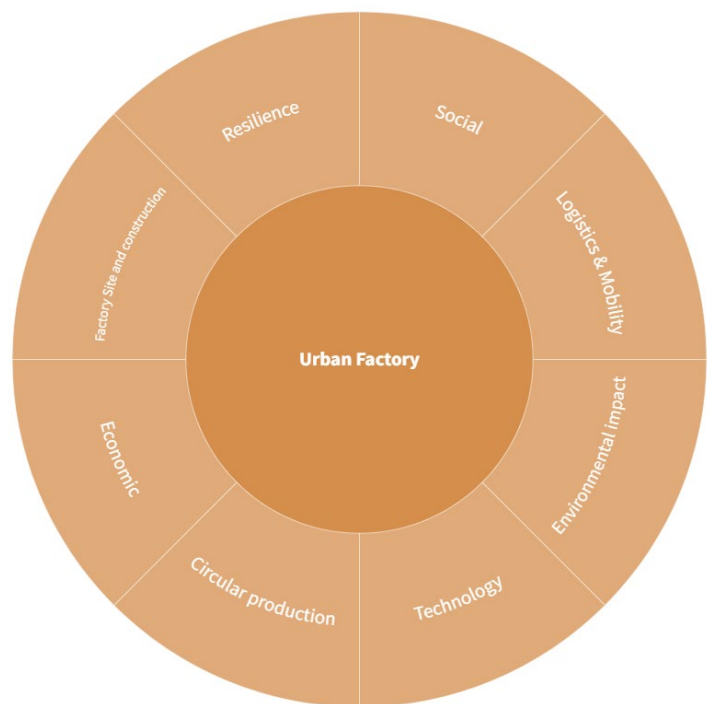 Urban Factory
Social
Logistics & Mobility
Environmental impact
Technology
Circular production
Economic
Factory Site and construction
Resilience